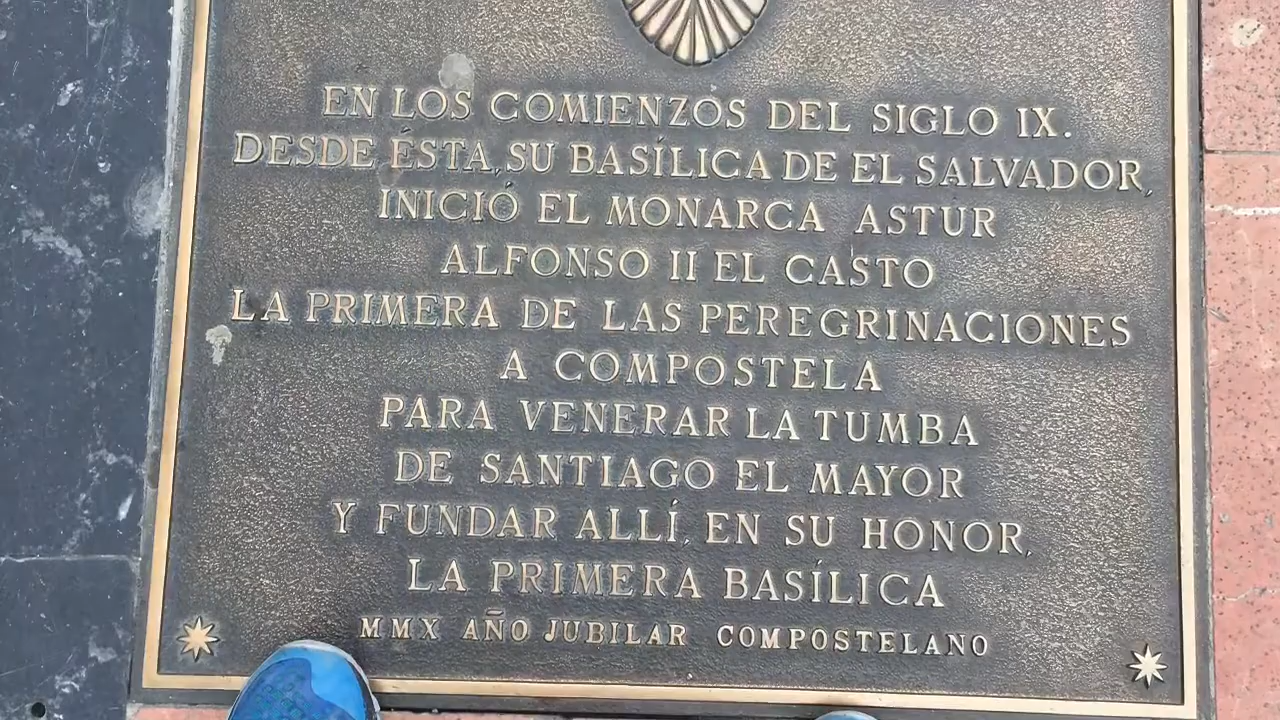 EN LOS COMIENZOS DEL SIGLO IX.
DESDE ÉSTA, SU BASÍLICA DE EL SALVADOR,
INICIÓ EL MONARCA ASTUR
ALFONSO II EL CASTO
LA PRIMERA DE LAS PEREGRINACIONES
A COMPOSTELA
PARA VENERAR LA TUMBA
DE SANTIAGO EL MAYOR
Y FUNDAR ALLÍ, EN SU HONOR,
LA PRIMERA BASÍLICA
MMX AÑO JUBILAR COMPOSTELANO